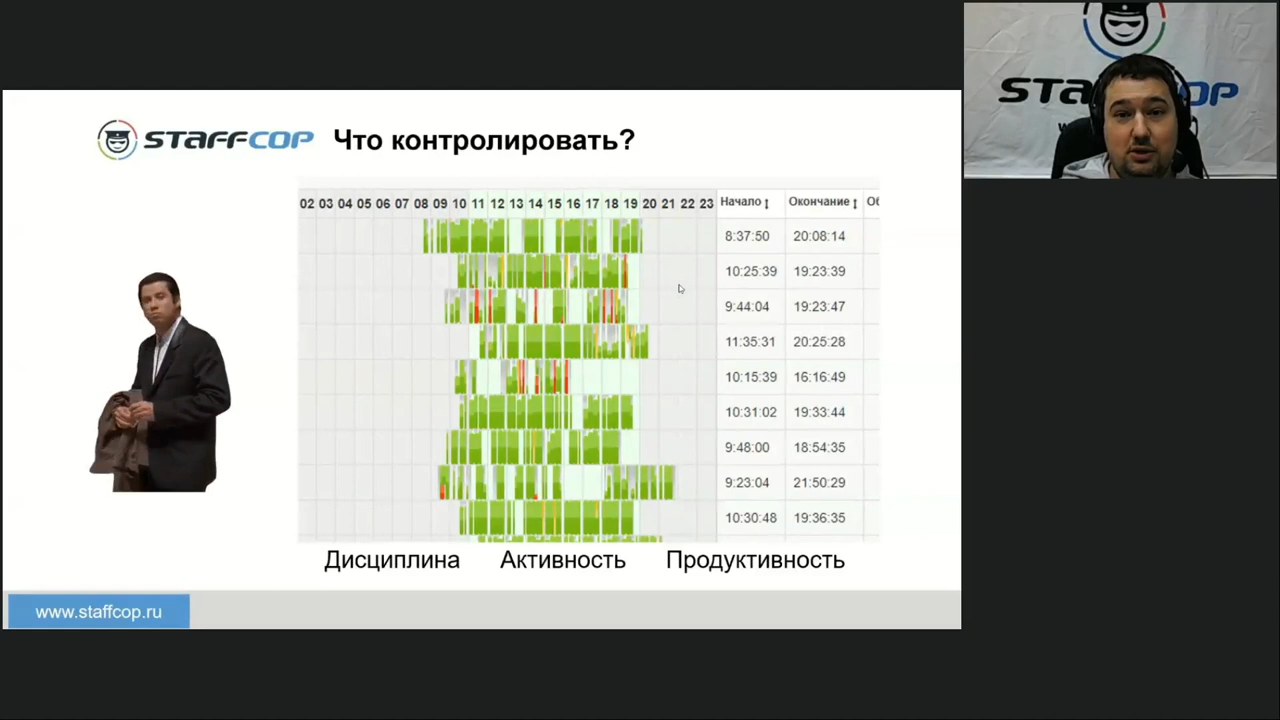 STAFFCOP Что контролировать?
02 03 04 05 06 07 08 09 10 11 12 13 14 15 16 17 18 19 20 21 22 23 Начало Окончание Об
8:37:50 20:08:14
10:25:39 19:23:39
9:44:04 19:23:47
11:35:31 20:25:28
10:15:39 16:16:49
10:31:02 19:33:44
9:48:00 18:54:35
9:23:04 21:50:29
10:30:48 19:36:35
Дисциплина Активность Продуктивность
www.staffcop.ru
STA COP